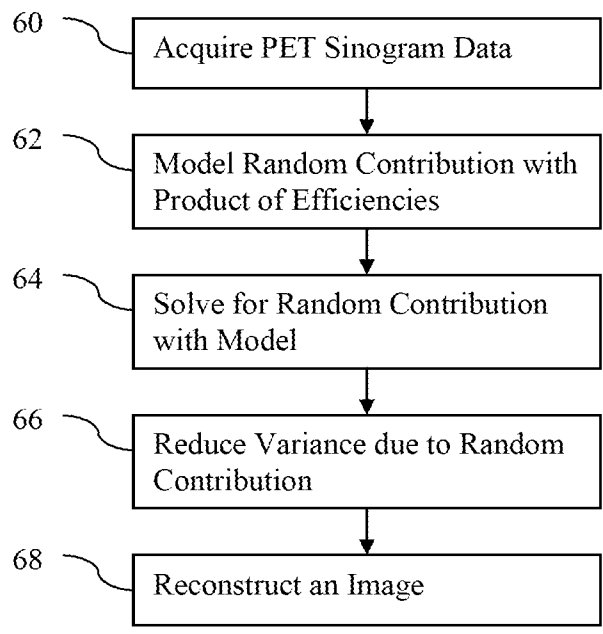 60
Acquire PET Sinogram Data
62
Model Random Contribution with
Product of Efficiencies
64
Solve for Random Contribution
with Model
66
Reduce Variance due to Random
Contribution
68
Reconstruct an Image